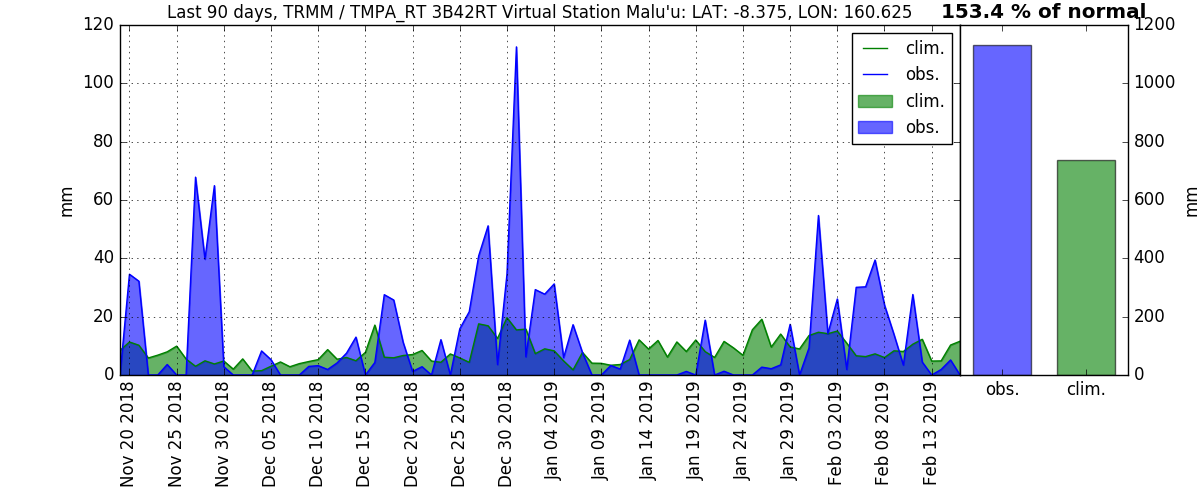 Last 90 days, TRMM / TMPA_RT 3B42RT Virtual Station Malu'u: LAT: -8.375, LON: 160.625
153.4 % of normal
120
100
80
60
40
20
0
mm
clim.
obs.
clim.
obs.
1200
1000
800
600
400
200
0
mm
Nov 20 2018
Nov 25 2018
Nov 30 2018
Dec 05 2018
Dec 10 2018
Dec 15 2018
Dec 20 2018
Dec 25 2018
Dec 30 2018
Jan 04 2019
Jan 09 2019
Jan 14 2019
Jan 19 2019
Jan 24 2019
Jan 29 2019
Feb 03 2019
Feb 08 2019
Feb 13 2019
obs.
clim.